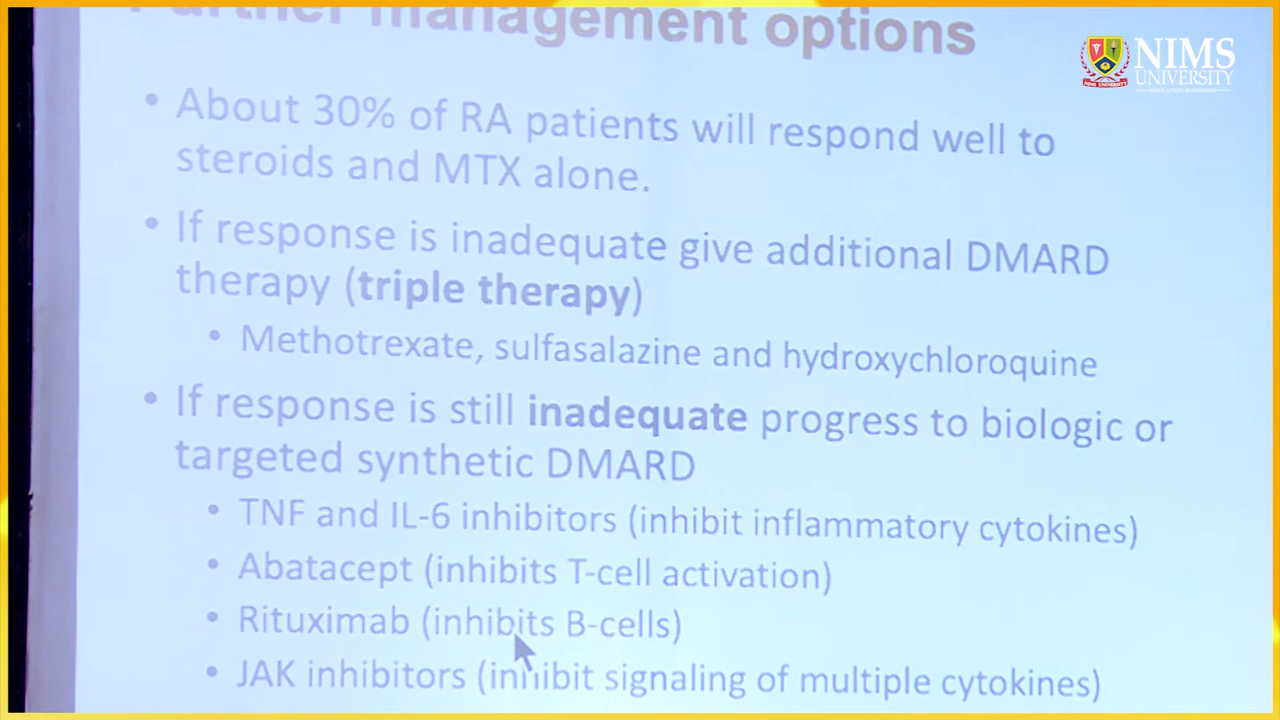 management options
NIMS
UNIVERSITY
• About 30% of RA patients will respond well to
steroids and MTX alone.
• If response is inadequate give additional DMARD
therapy (triple therapy)
• Methotrexate, sulfasalazine and hydroxychloroquine
• If response is still inadequate progress to biologic or
targeted synthetic DMARD
• TNF and IL-6 inhibitors (inhibit inflammatory cytokines)
• Abatacept (inhibits T-cell activation)
• Rituximab (inhibits B-cells)
• JAK inhibitors (inhibit signaling of multiple cytokines)